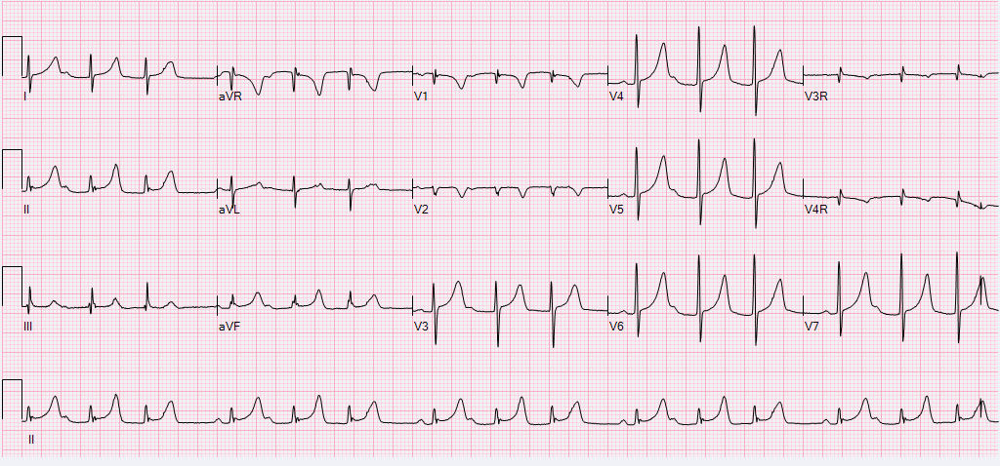 I aVR V1 V4 V3R
II aVL V2 V5 V4R
III aVF V3 V6 V7
II